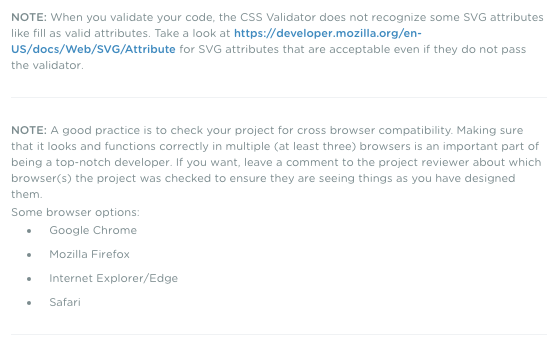 NOTE: When you validate your code, the CSS Validator does not recognize some SVG attributes
like fill as valid attributes. Take a look at https://developer.mozilla.org/en-
US/docs/Web/SVG/Attribute for SVG attributes that are acceptable even if they do not pass
the validator.
NOTE: A good practice is to check your project for cross browser compatibility. Making sure
that it looks and functions correctly in multiple (at least three) browsers is an important part of
being a top-notch developer. If you want, leave a comment to the project reviewer about which
browser(s) the project was checked to ensure they are seeing things as you have designed
them.
Some browser options:
• Google Chrome
• Mozilla Firefox
• Internet Explorer/Edge
• Safari